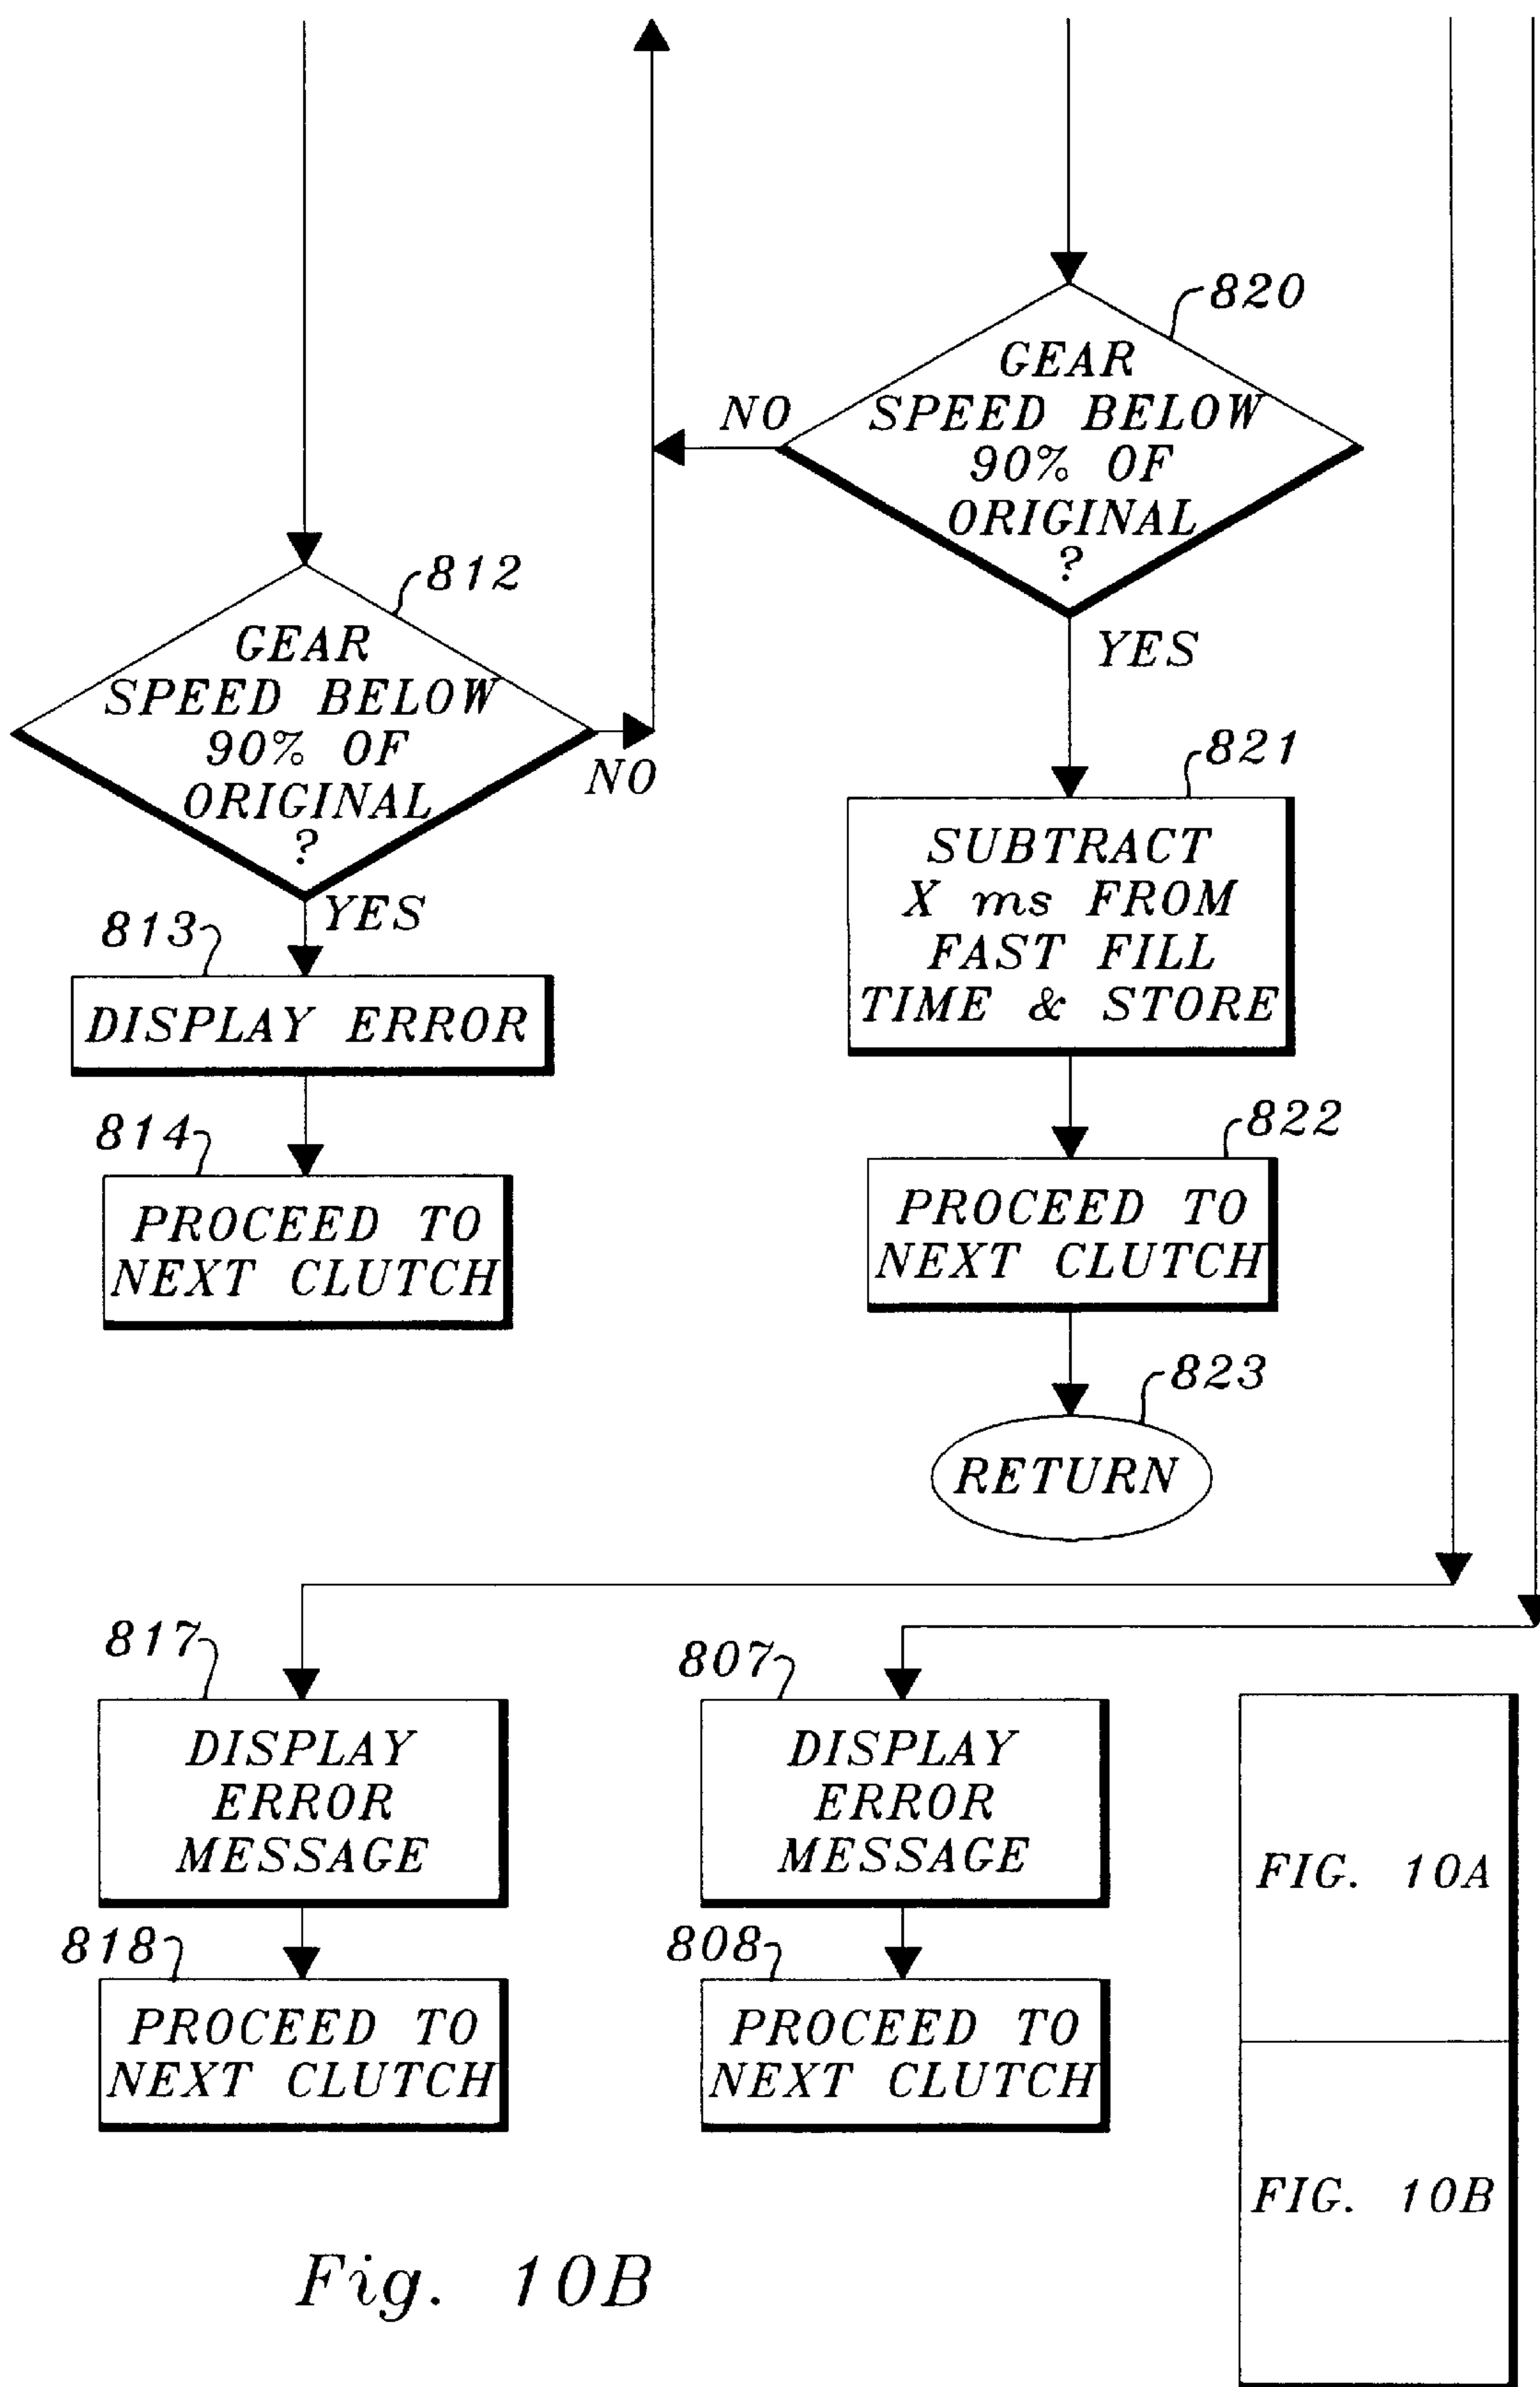 820
GEAR
SPEED BELOW
90% OF
ORIGINAL
?
NO
YES
812
GEAR
SPEED BELOW
90% OF
ORIGINAL
?
NO
YES
821
SUBTRACT
X ms FROM
FAST FILL
TIME & STORE
813
DISPLAY ERROR
814
PROCEED TO
NEXT CLUTCH
822
PROCEED TO
NEXT CLUTCH
823
RETURN
817
DISPLAY
ERROR
MESSAGE
818
PROCEED TO
NEXT CLUTCH
807
DISPLAY
ERROR
MESSAGE
808
PROCEED TO
NEXT CLUTCH
FIG. 10A
FIG. 10B
Fig. 10B